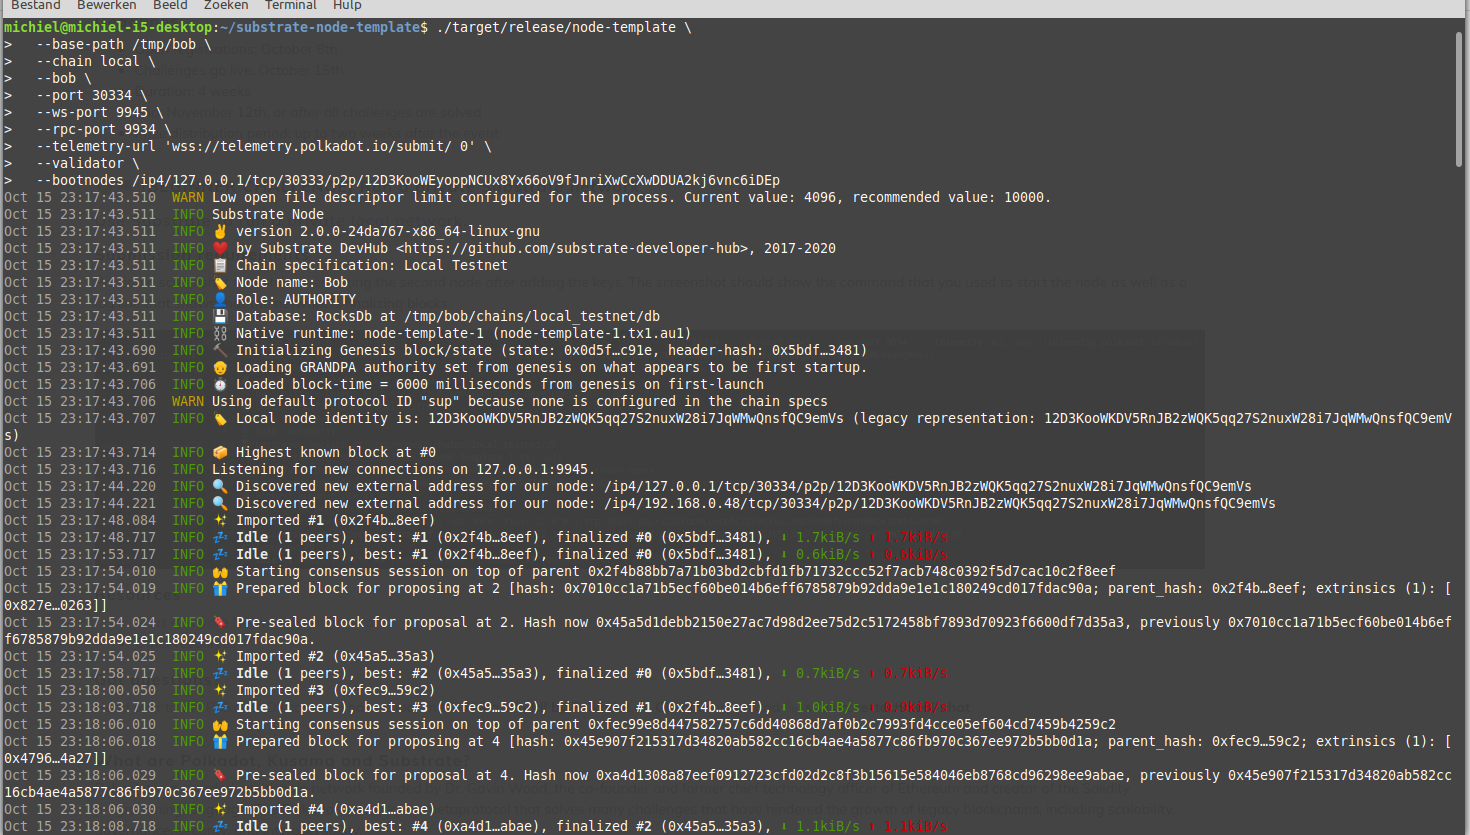 Bestand Bewerken Beeld Zoeken Terminal Hulp
michiel@michiel-i5-desktop:~/substrate-node-template$ ./target/release/node-template \
> --base-path /tmp/bob \
> --chain local \
> --bob \
> --port 30334 \
> --ws-port 9945 \
> --rpc-port 9934 \
> --telemetry-url 'wss://telemetry.polkadot.io/submit/ 0' \
> --validator \
> --bootnodes /ip4/127.0.0.1/tcp/30333/p2p/12D3KooWEyoppNCUx8Yx66oV9fJnriXwCcXwDDUA2kj6vnc6iDEp
Oct 15 23:17:43.510 WARN Low open file descriptor limit configured for the process. Current value: 4096, recommended value: 10000.
Oct 15 23:17:43.511 INFO Substrate Node
Oct 15 23:17:43.511 INFO ✌️ version 2.0.0-24da767-x86_64-linux-gnu
Oct 15 23:17:43.511 INFO ❤️ by Substrate DevHub <https://github.com/substrate-developer-hub>, 2017-2020
Oct 15 23:17:43.511 INFO 📋 Chain specification: Local Testnet
Oct 15 23:17:43.511 INFO 🏷 Node name: Bob
Oct 15 23:17:43.511 INFO 👤 Role: AUTHORITY
Oct 15 23:17:43.511 INFO 💾 Database: RocksDb at /tmp/bob/chains/local_testnet/db
Oct 15 23:17:43.511 INFO ⛓ Native runtime: node-template-1 (node-template-1.tx1.au1)
Oct 15 23:17:43.690 INFO 🔨 Initializing Genesis block/state (state: 0x0d5f…c91e, header-hash: 0x5bdf…3481)
Oct 15 23:17:43.691 INFO 👴 Loading GRANDPA authority set from genesis on what appears to be first startup.
Oct 15 23:17:43.706 INFO ⏱ Loaded block-time = 6000 milliseconds from genesis on first-launch
Oct 15 23:17:43.706 WARN Using default protocol ID "sup" because none is configured in the chain specs
Oct 15 23:17:43.707 INFO 🏷 Local node identity is: 12D3KooWKDV5RnJB2zWQK5qq27S2nuxW28i7JqWMwQnsfQC9emVs (legacy representation: 12D3KooWKDV5RnJB2zWQK5qq27S2nuxW28i7JqWMwQnsfQC9emV
s)
Oct 15 23:17:43.714 INFO 📦 Highest known block at #0
Oct 15 23:17:43.716 INFO Listening for new connections on 127.0.0.1:9945.
Oct 15 23:17:44.220 INFO 🔍 Discovered new external address for our node: /ip4/127.0.0.1/tcp/30334/p2p/12D3KooWKDV5RnJB2zWQK5qq27S2nuxW28i7JqWMwQnsfQC9emVs
Oct 15 23:17:44.221 INFO 🔍 Discovered new external address for our node: /ip4/192.168.0.48/tcp/30334/p2p/12D3KooWKDV5RnJB2zWQK5qq27S2nuxW28i7JqWMwQnsfQC9emVs
Oct 15 23:17:48.084 INFO ✨ Imported #1 (0x2f4b…8eef)
Oct 15 23:17:48.717 INFO 💤 Idle (1 peers), best: #1 (0x2f4b…8eef), finalized #0 (0x5bdf…3481), ⬇ 1.7kiB/s ⬆ 1.7kiB/s
Oct 15 23:17:53.717 INFO 💤 Idle (1 peers), best: #1 (0x2f4b…8eef), finalized #0 (0x5bdf…3481), ⬇ 0.6kiB/s ⬆ 0.6kiB/s
Oct 15 23:17:54.010 INFO 🙌 Starting consensus session on top of parent 0x2f4b88bb7a71b03bd2cbfd1fb71732ccc52f7acb748c0392f5d7cac10c2f8eef
Oct 15 23:17:54.019 INFO 🎁 Prepared block for proposing at 2 [hash: 0x7010cc1a71b5ecf60be014b6eff6785879b92dda9e1e1c180249cd017fdac90a; parent_hash: 0x2f4b…8eef; extrinsics (1): [
0x827e…0263]]
Oct 15 23:17:54.024 INFO 🔖 Pre-sealed block for proposal at 2. Hash now 0x45a5d1debb2150e27ac7d98d2ee75d2c5172458bf7893d70923f6600df7d35a3, previously 0x7010cc1a71b5ecf60be014b6ef
f6785879b92dda9e1e1c180249cd017fdac90a.
Oct 15 23:17:54.025 INFO ✨ Imported #2 (0x45a5…35a3)
Oct 15 23:17:58.717 INFO 💤 Idle (1 peers), best: #2 (0x45a5…35a3), finalized #0 (0x5bdf…3481), ⬇ 0.7kiB/s ⬆ 0.7kiB/s
Oct 15 23:18:00.050 INFO ✨ Imported #3 (0xfec9…59c2)
Oct 15 23:18:03.718 INFO 💤 Idle (1 peers), best: #3 (0xfec9…59c2), finalized #1 (0x2f4b…8eef), ⬇ 1.0kiB/s ⬆ 0.9kiB/s
Oct 15 23:18:06.010 INFO 🙌 Starting consensus session on top of parent 0xfec99e8d447582757c6dd40868d7af0b2c7993fd4cce05ef604cd7459b4259c2
Oct 15 23:18:06.018 INFO 🎁 Prepared block for proposing at 4 [hash: 0x45e907f215317d34820ab582cc16cb4ae4a5877c86fb970c367ee972b5bb0d1a; parent_hash: 0xfec9…59c2; extrinsics (1): [
0x4796…4a27]]
Oct 15 23:18:06.029 INFO 🔖 Pre-sealed block for proposal at 4. Hash now 0xa4d1308a87eef0912723cfd02d2c8f3b15615e584046eb8768cd96298ee9abae, previously 0x45e907f215317d34820ab582cc
16cb4ae4a5877c86fb970c367ee972b5bb0d1a.
Oct 15 23:18:06.030 INFO ✨ Imported #4 (0xa4d1…abae)
Oct 15 23:18:08.718 INFO 💤 Idle (1 peers), best: #4 (0xa4d1…abae), finalized #2 (0x45a5…35a3), ⬇ 1.1kiB/s ⬆ 1.1kiB/s